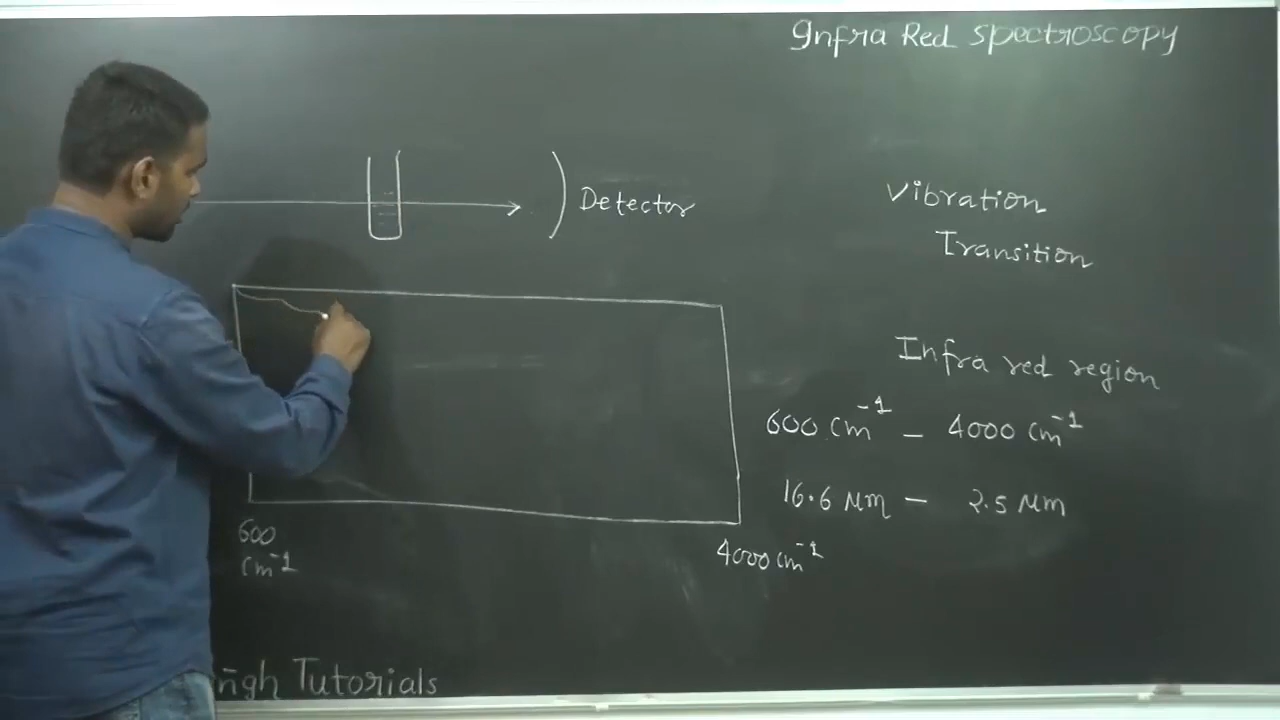 Infra Red Spectroscopy
Detector
Vibration
Transition
Infra red region
600 cm⁻¹ – 4000 cm⁻¹
16.6 μm – 2.5 μm
600
cm⁻¹
4000 cm⁻¹
Tutorials